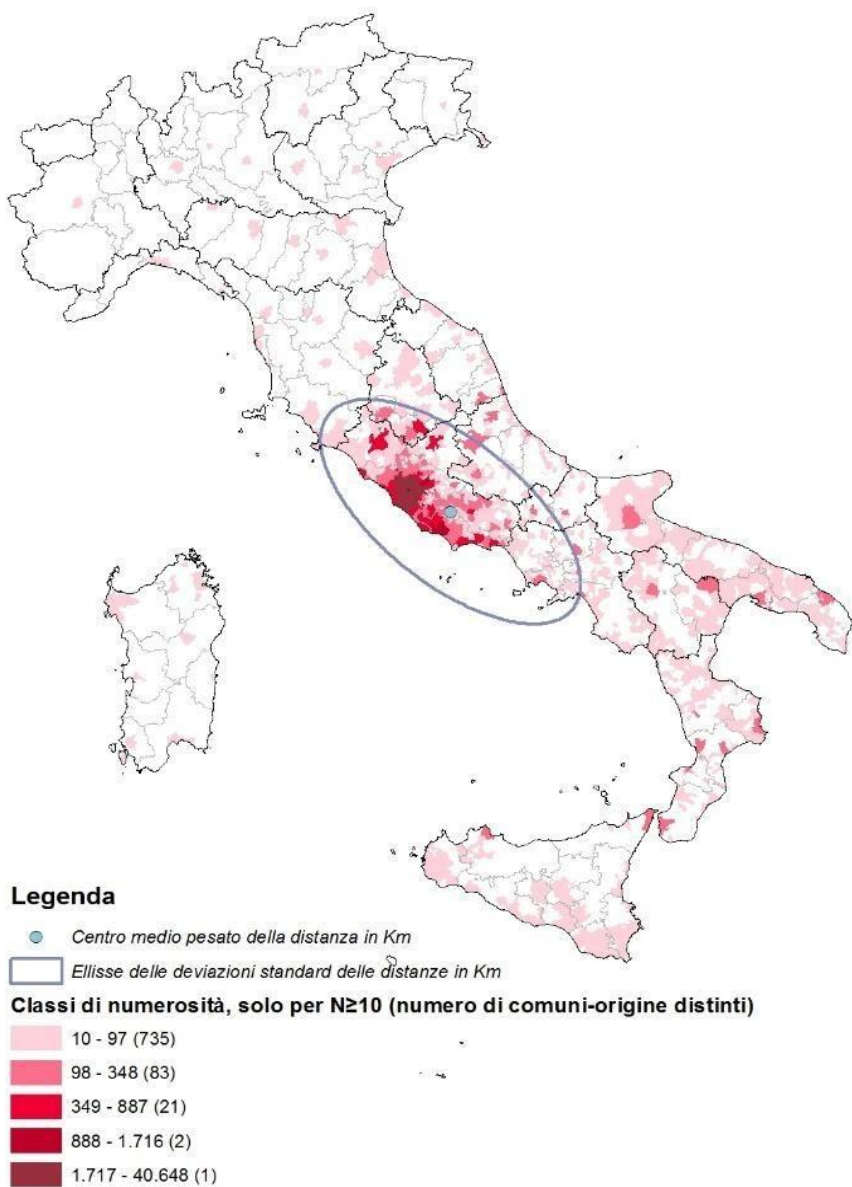 Legenda
Centro medio pesato della distanza in Km
Ellisse delle deviazioni standard delle distanze in Km
Classi di numerosità, solo per N≥10 (numero di comuni-origine distinti)
10 - 97 (735)
98 - 348 (83)
349 - 887 (21)
888 - 1.716 (2)
1.717 - 40.648 (1)